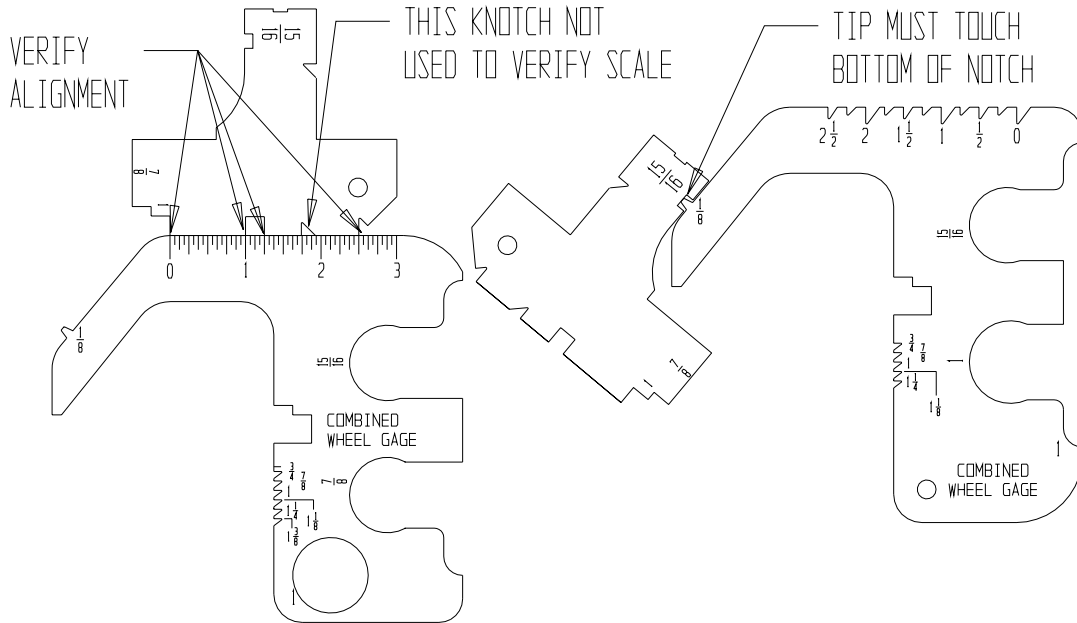 VERIFY
ALIGNMENT
15/16
THIS KNOTCH NOT
USED TO VERIFY SCALE
7/8
1
0 1 2 3
1/8
15/16
COMBINED
WHEEL GAGE
7/8
3/4 7/8
1
1 1/4 1 1/8
1 3/8
1
TIP MUST TOUCH
BOTTOM OF NOTCH
2 1/2 2 1 1/2 1 1/2 0
15/16
1/8
7/8
1
15/16
3/4 7/8
1
1 1/4
1 1/8
1
1
COMBINED
WHEEL GAGE